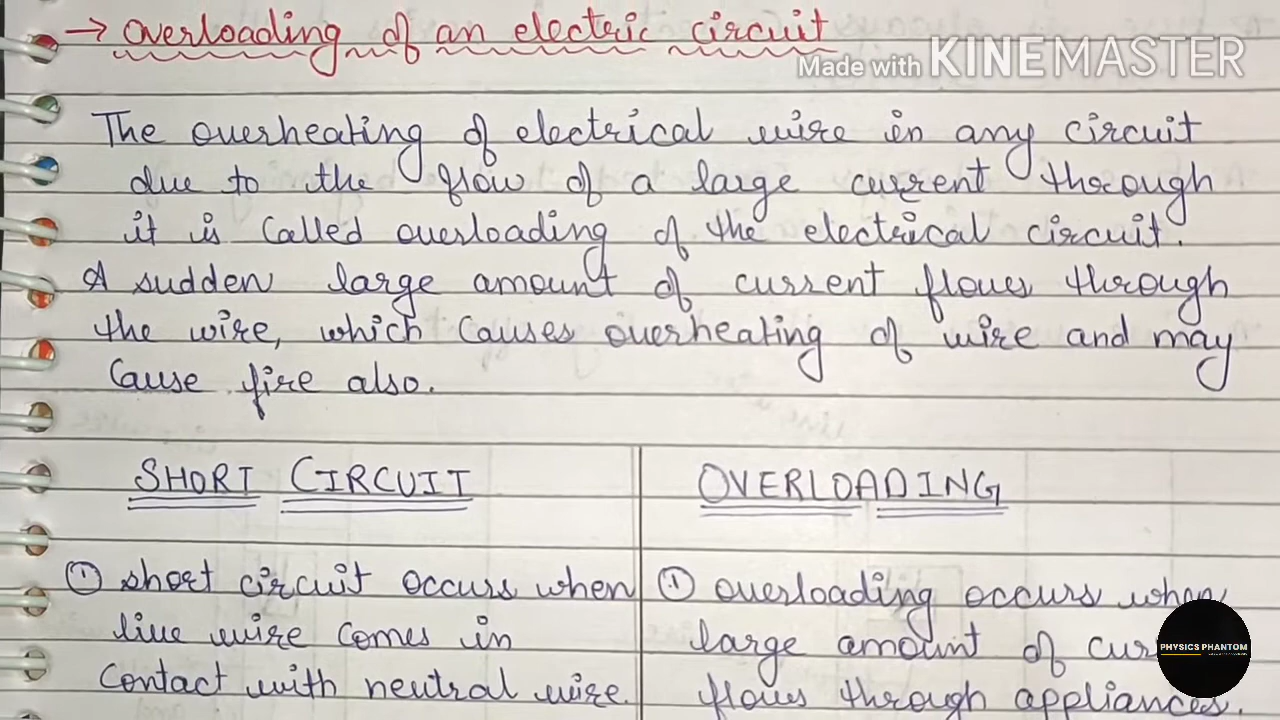 → overloading of an electric circuit
Made with KINEMASTER
The overheating of electrical wire in any circuit
due to the flow of a large current through
it is called overloading of the electrical circuit.
A sudden large amount of current flows through
the wire, which causes overheating of wire and may
cause fire also.
SHORT CIRCUIT
① short circuit occurs when
live wire comes in
contact with neutral wire.
OVERLOADING
① overloading occurs when
large amount of cur
flows through appliances.
PHYSICS PHANTOM